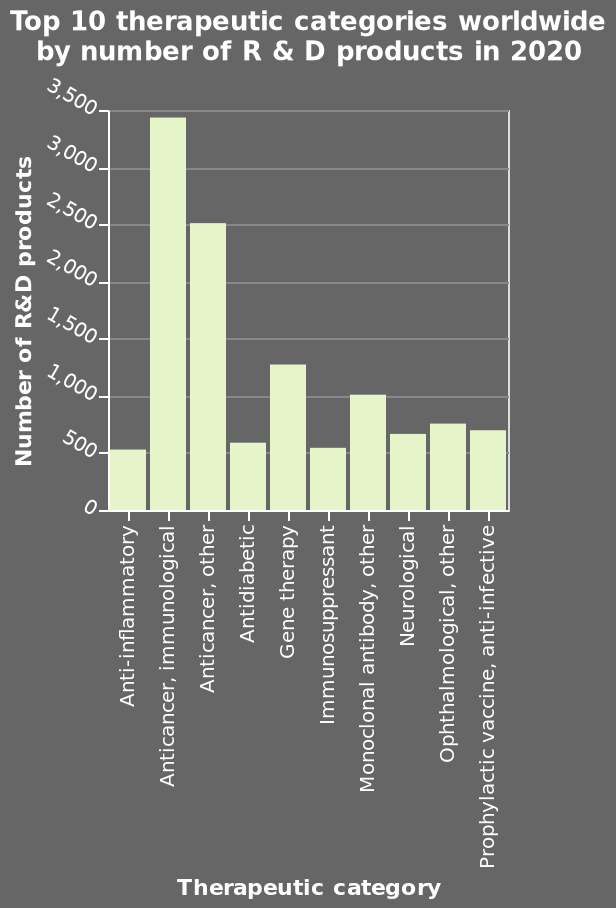 Top 10 therapeutic categories worldwide
by number of R & D products in 2020
Number of R&D products
3,500
3,000
2,500
2,000
1,500
1,000
500
0
Anti-inflammatory
Anticancer, immunological
Anticancer, other
Antidiabetic
Gene therapy
Immunosuppressant
Monoclonal antibody, other
Neurological
Ophthalmological, other
Prophylactic vaccine, anti-infective
Therapeutic category